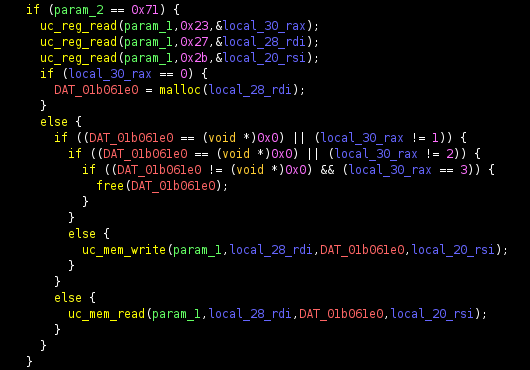 if (param_2 == 0x71) {
uc_reg_read(param_1,0x23,&local_30_rax);
uc_reg_read(param_1,0x27,&local_28_rdi);
uc_reg_read(param_1,0x2b,&local_20_rsi);
if (local_30_rax == 0) {
DAT_01b061e0 = malloc(local_28_rdi);
}
else {
if ((DAT_01b061e0 == (void *)0x0) || (local_30_rax != 1)) {
if ((DAT_01b061e0 == (void *)0x0) || (local_30_rax != 2)) {
if ((DAT_01b061e0 != (void *)0x0) && (local_30_rax == 3)) {
free(DAT_01b061e0);
}
}
else {
uc_mem_write(param_1,local_28_rdi,DAT_01b061e0,local_20_rsi);
}
}
else {
uc_mem_read(param_1,local_28_rdi,DAT_01b061e0,local_20_rsi);
}
}
}